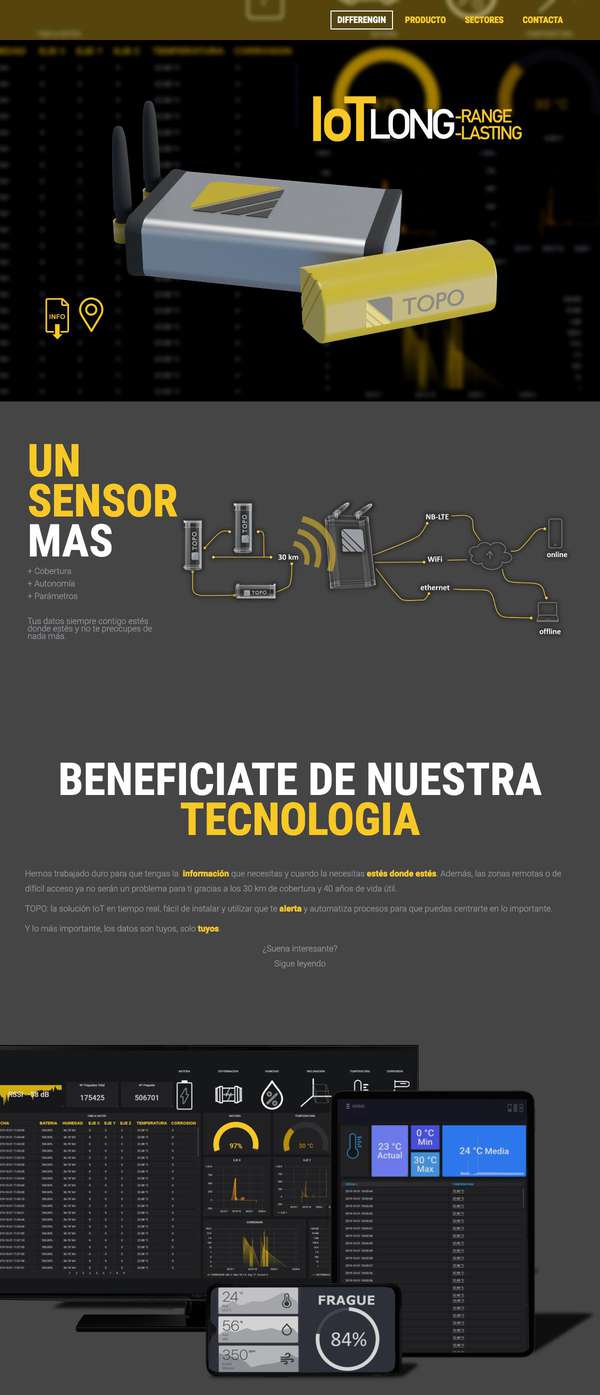 DIFFERENGIN PRODUCTO SECTORES CONTACTA
IoT LONG -RANGE
-LASTING
TOPO
INFO
UN
SENSOR
MAS
+ Cobertura
+ Autonomía
+ Parámetros
Tus datos siempre contigo estés
donde estés y no te preocupes de
nada más.
TOPO
TOPO
TOPO
30 km
NB-LTE
WiFi
ethernet
online
offline
BENEFICIATE DE NUESTRA
TECNOLOGIA
Hemos trabajado duro para que tengas la información que necesitas y cuando la necesitas estés donde estés. Además, las zonas remotas o de
difícil acceso ya no serán un problema para ti gracias a los 30 km de cobertura y 40 años de vida útil.
TOPO: la solución IoT en tiempo real, fácil de instalar y utilizar que te alerta y automatiza procesos para que puedas centrarte en lo importante.
Y lo más importante, los datos son tuyos, solo tuyos
¿Suena interesante?
Sigue leyendo
175425
506701
BATERIA HUMEDAD EJE X EJE Y EJE Z TEMPERATURA CORROSION
97%
30 °C
23 °C
Actual
0 °C
Min
30 °C
Max
24 °C Media
24°
56%
350
FRAGUE
84%